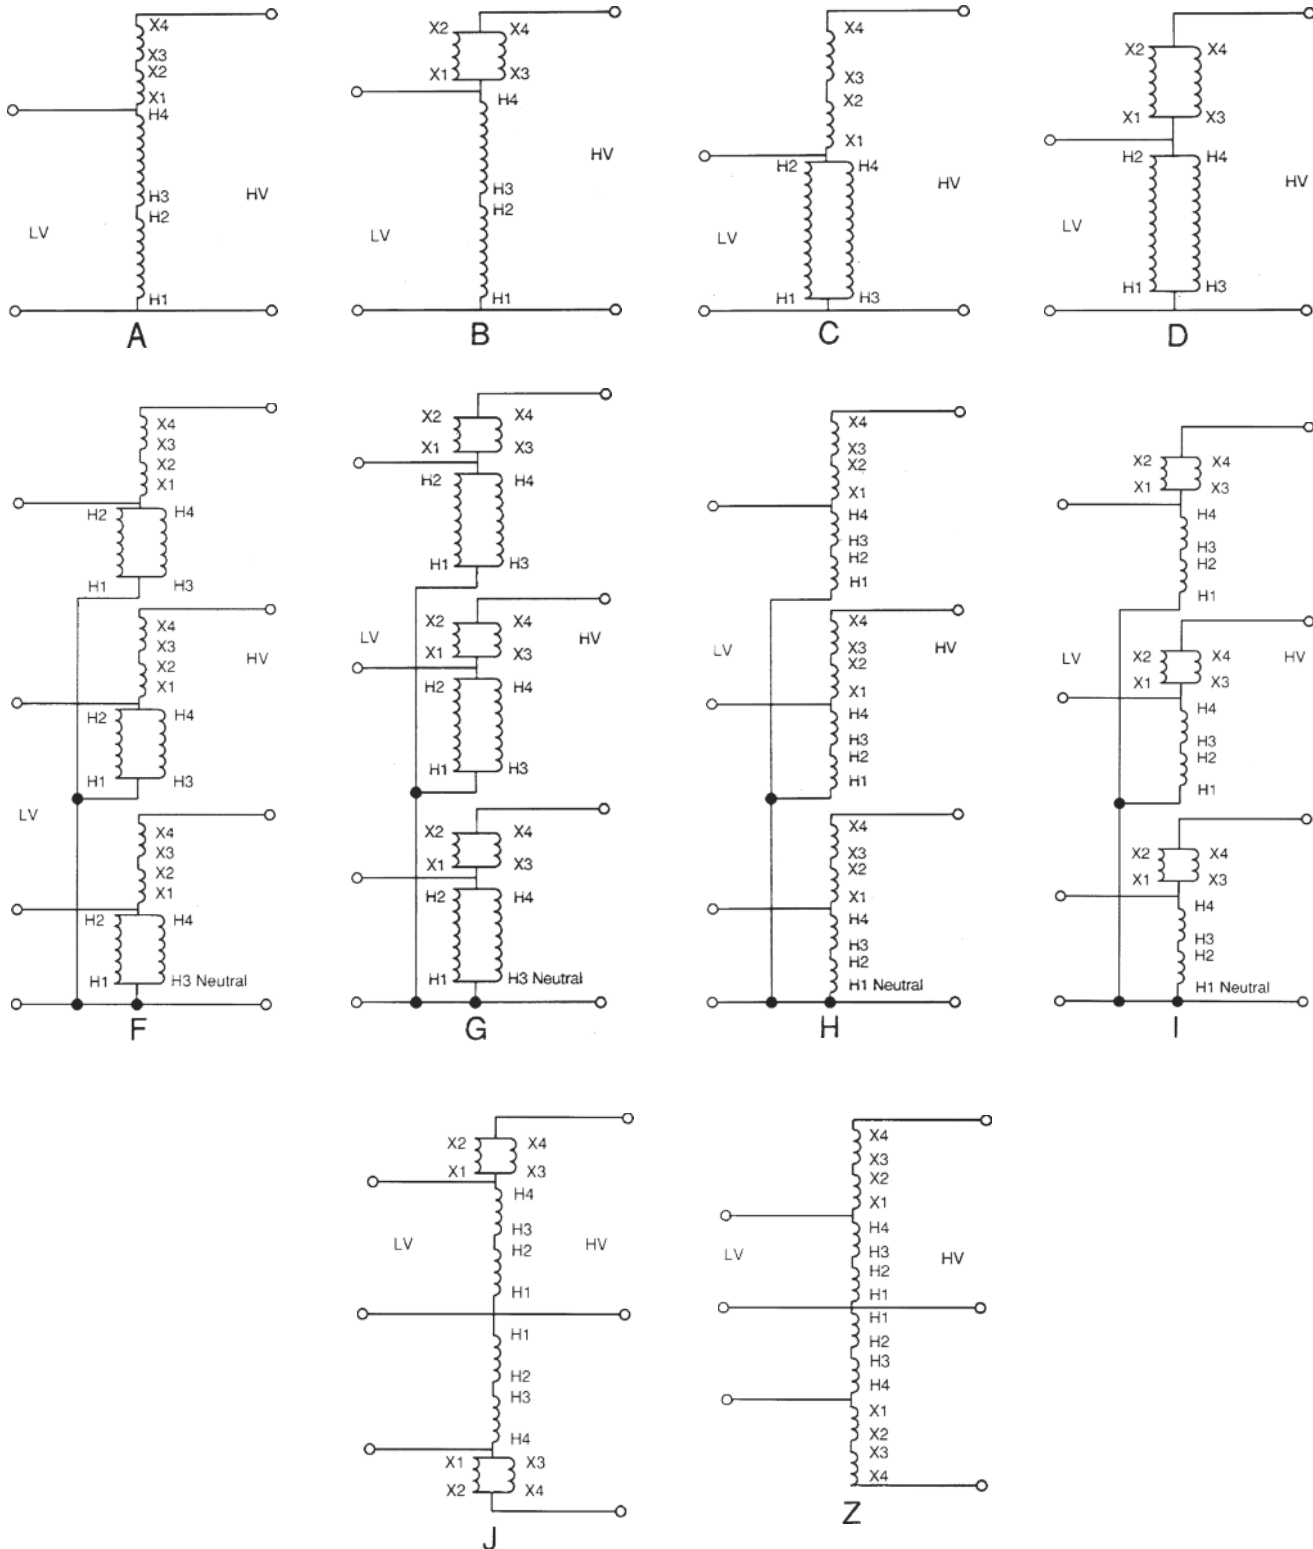 X4
X3
X2
X1
H4
H3
H2
H1
LV
HV
A
X2 X4
X1 X3
H4
H3
H2
H1
LV
HV
B
X4
X3
X2
X1
H2 H4
H1 H3
LV
HV
C
X2 X4
X1 X3
H2 H4
H1 H3
LV
HV
D
X4
X3
X2
X1
H2 H4
H1 H3
X4
X3
X2
X1
H2 H4
H1 H3
X4
X3
X2
X1
H2 H4
H1 H3 Neutral
LV
HV
F
X2 X4
X1 X3
H2 H4
H1 H3
X2 X4
X1 X3
H2 H4
H1 H3
X2 X4
X1 X3
H2 H4
H1 H3 Neutral
LV
HV
G
X4
X3
X2
X1
H4
H3
H2
H1
X4
X3
X2
X1
H4
H3
H2
H1
X4
X3
X2
X1
H4
H3
H2
H1 Neutral
LV
HV
H
X2 X4
X1 X3
H4
H3
H2
H1
X2 X4
X1 X3
H4
H3
H2
H1
X2 X4
X1 X3
H4
H3
H2
H1 Neutral
LV
HV
I
X2 X4
X1 X3
H4
H3
H2
H1
H1
H2
H3
H4
X1 X3
X2 X4
LV
HV
J
X4
X3
X2
X1
H4
H3
H2
H1
H1
H2
H3
H4
X1
X2
X3
X4
LV
HV
Z